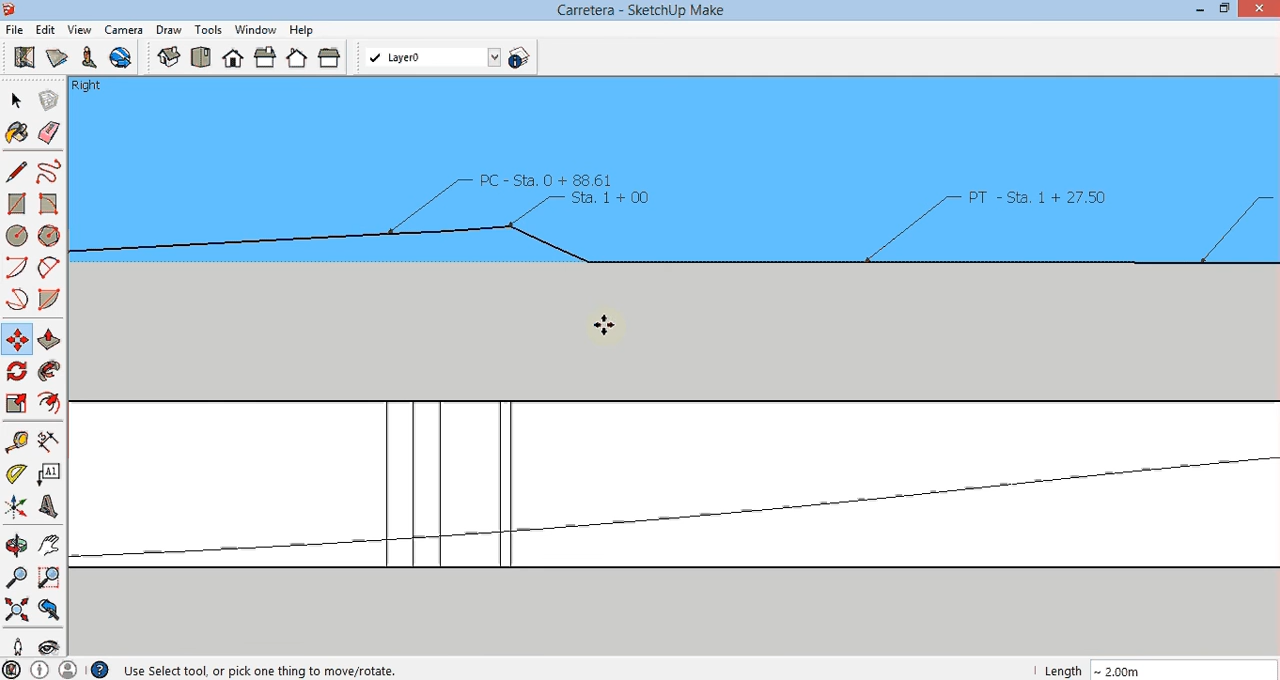 Carretera - SketchUp Make
File Edit View Camera Draw Tools Window Help
Layer0
Right
PC - Sta. 0 + 88.61
Sta. 1 + 00
PT - Sta. 1 + 27.50
A1
Use Select tool, or pick one thing to move/rotate.
Length ~ 2.00m